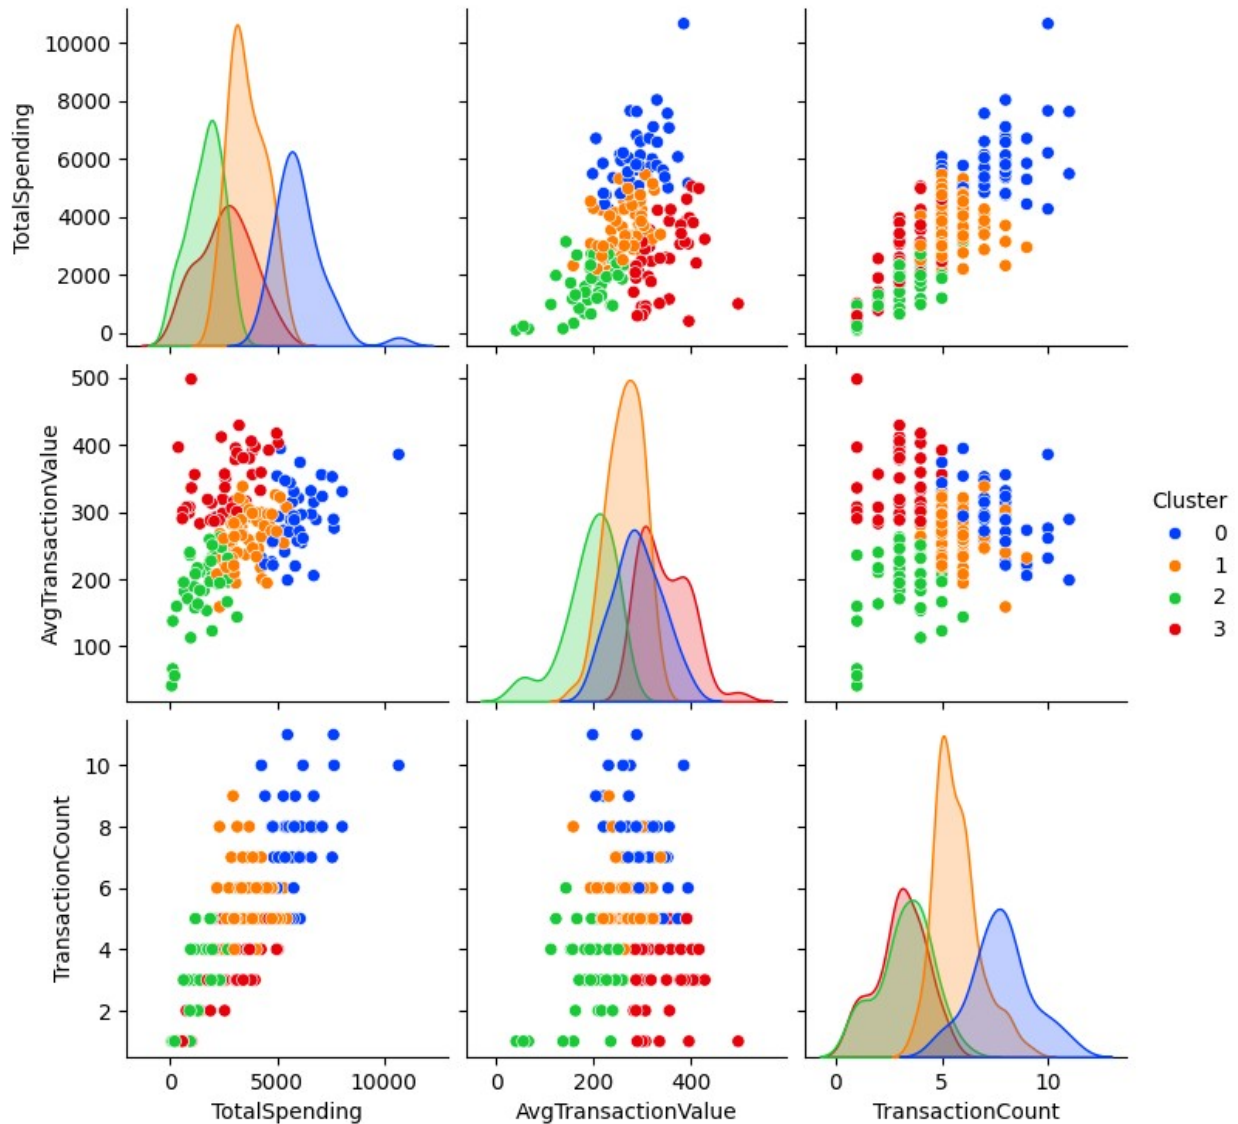 10000
8000
6000
4000
2000
0
TotalSpending
500
400
300
200
100
AvgTransactionValue
Cluster
0
1
2
3
10
8
6
4
2
TransactionCount
0 5000 10000
0 200 400
0 5 10
TotalSpending
AvgTransactionValue
TransactionCount